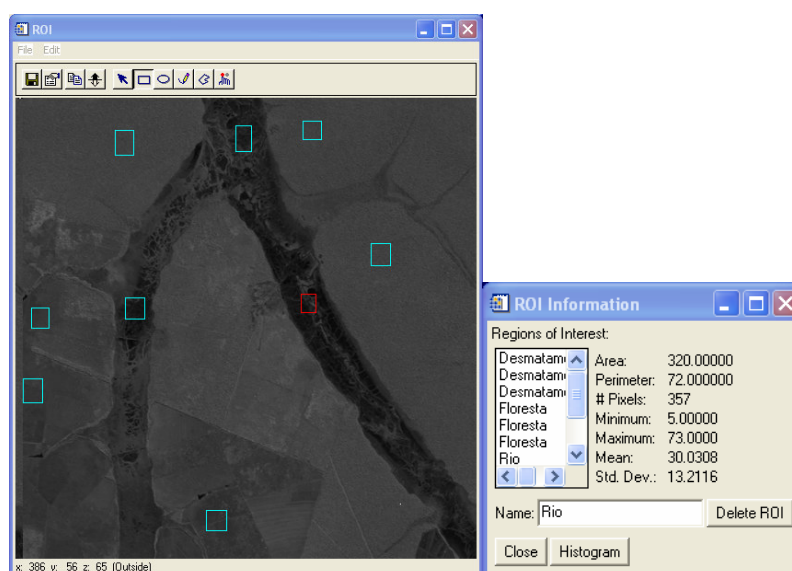 ROI
File Edit
x: 386 y: 56 z: 65 (Outside)
ROI Information
Regions of Interest:
Desmatam
Desmatam
Desmatam
Floresta
Floresta
Floresta
Rio
Area: 320.00000
Perimeter: 72.000000
# Pixels: 357
Minimum: 5.00000
Maximum: 73.0000
Mean: 30.0308
Std. Dev.: 13.2116
Name: Rio
Delete ROI
Close Histogram